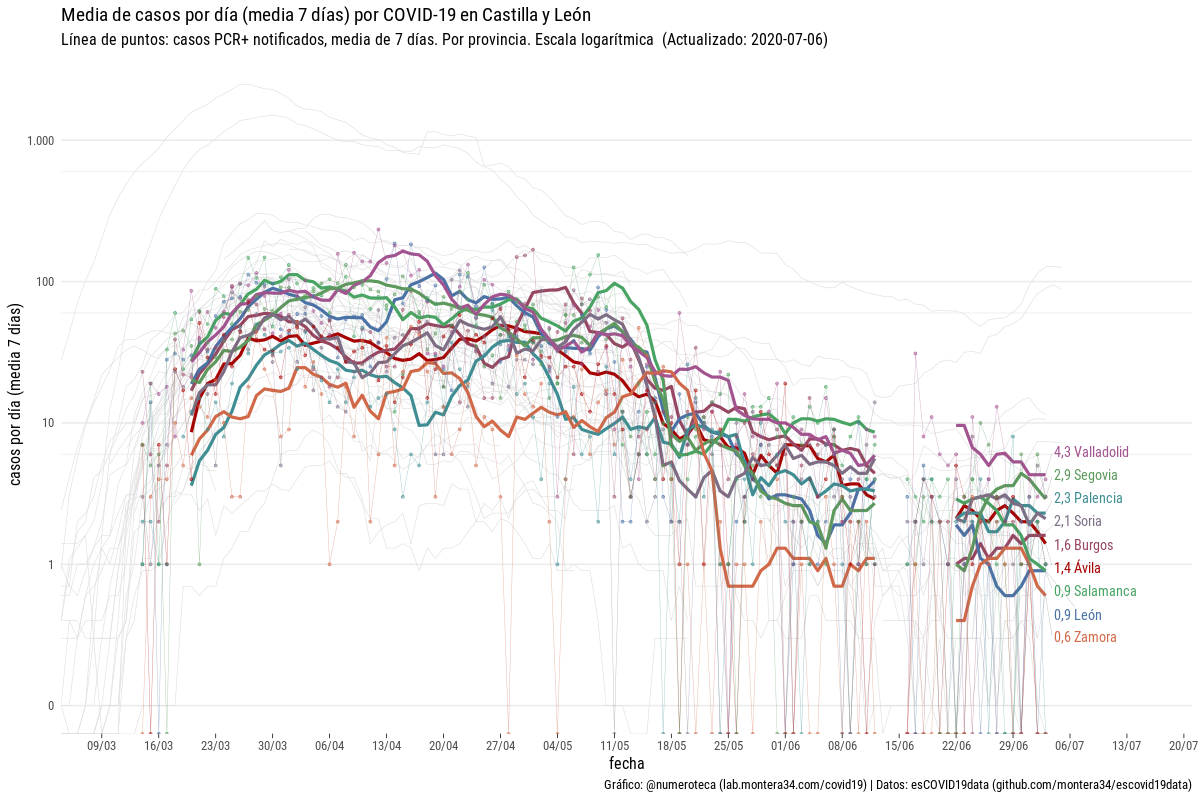 Media de casos por día (media 7 días) por COVID-19 en Castilla y León
Línea de puntos: casos PCR+ notificados, media de 7 días. Por provincia. Escala logarítmica (Actualizado: 2020-07-06)
casos por día (media 7 días)
1.000
100
10
1
0
4,3 Valladolid
2,9 Segovia
2,3 Palencia
2,1 Soria
1,6 Burgos
1,4 Ávila
0,9 Salamanca
0,9 León
0,6 Zamora
09/03 16/03 23/03 30/03 06/04 13/04 20/04 27/04 04/05 11/05 18/05 25/05 01/06 08/06 15/06 22/06 29/06 06/07 13/07 20/07
fecha
Gráfico: @numeroteca (lab.montera34.com/covid19) | Datos: esCOVID19data (github.com/montera34/escovid19data)